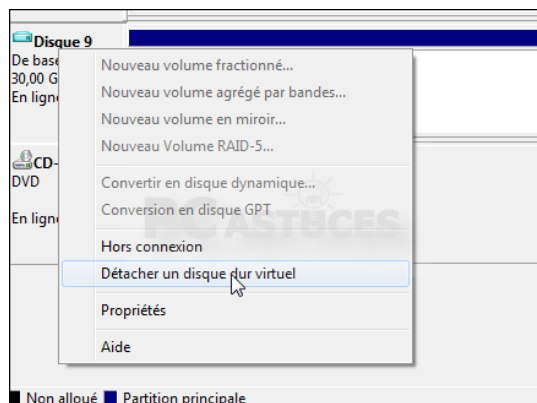 Disque 9
De base
30,00 G
En ligne
Nouveau volume fractionné...
Nouveau volume agrégé par bandes...
Nouveau volume en miroir...
Nouveau Volume RAID-5...
CD-
DVD
En ligne
Convertir en disque dynamique...
Conversion en disque GPT
PC ASTUCES
Hors connexion
Détacher un disque dur virtuel
Propriétés
Aide
Non alloué Partition principale